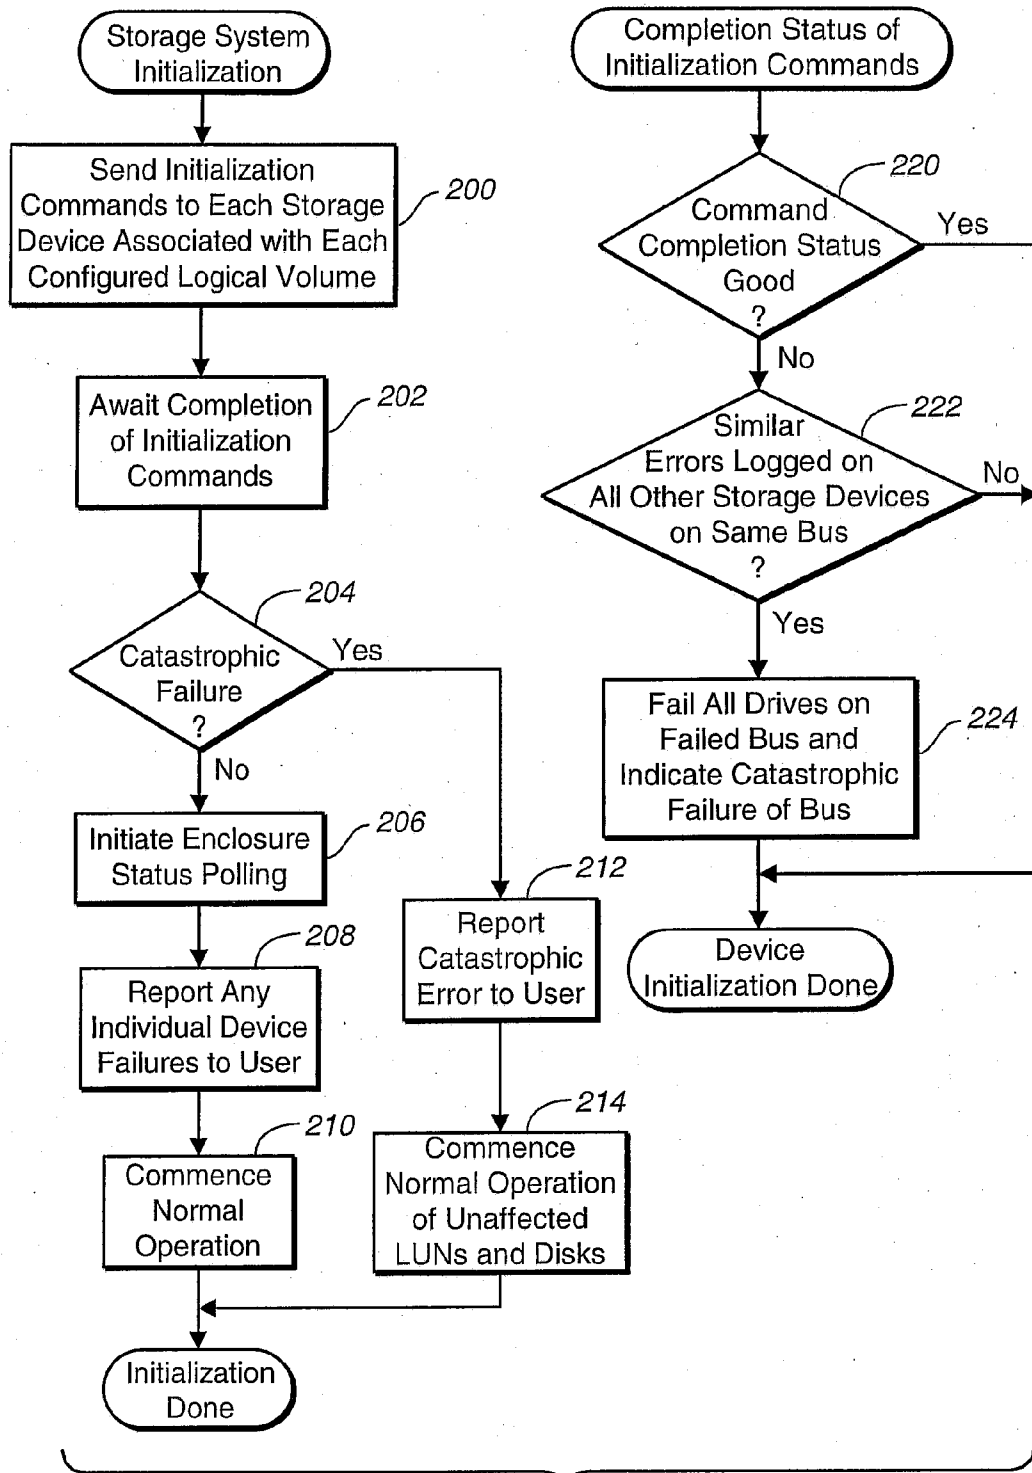 Storage System
Initialization
Send Initialization
Commands to Each Storage
Device Associated with Each
Configured Logical Volume
200
Await Completion
of Initialization
Commands
202
Catastrophic
Failure
?
204
Yes
No
Initiate Enclosure
Status Polling
206
Report Any
Individual Device
Failures to User
208
Commence
Normal
Operation
210
Report
Catastrophic
Error to User
212
Commence
Normal Operation
of Unaffected
LUNs and Disks
214
Initialization
Done
Completion Status of
Initialization Commands
Command
Completion Status
Good
?
220
Yes
No
Similar
Errors Logged on
All Other Storage Devices
on Same Bus
?
222
No
Yes
Fail All Drives on
Failed Bus and
Indicate Catastrophic
Failure of Bus
224
Device
Initialization Done